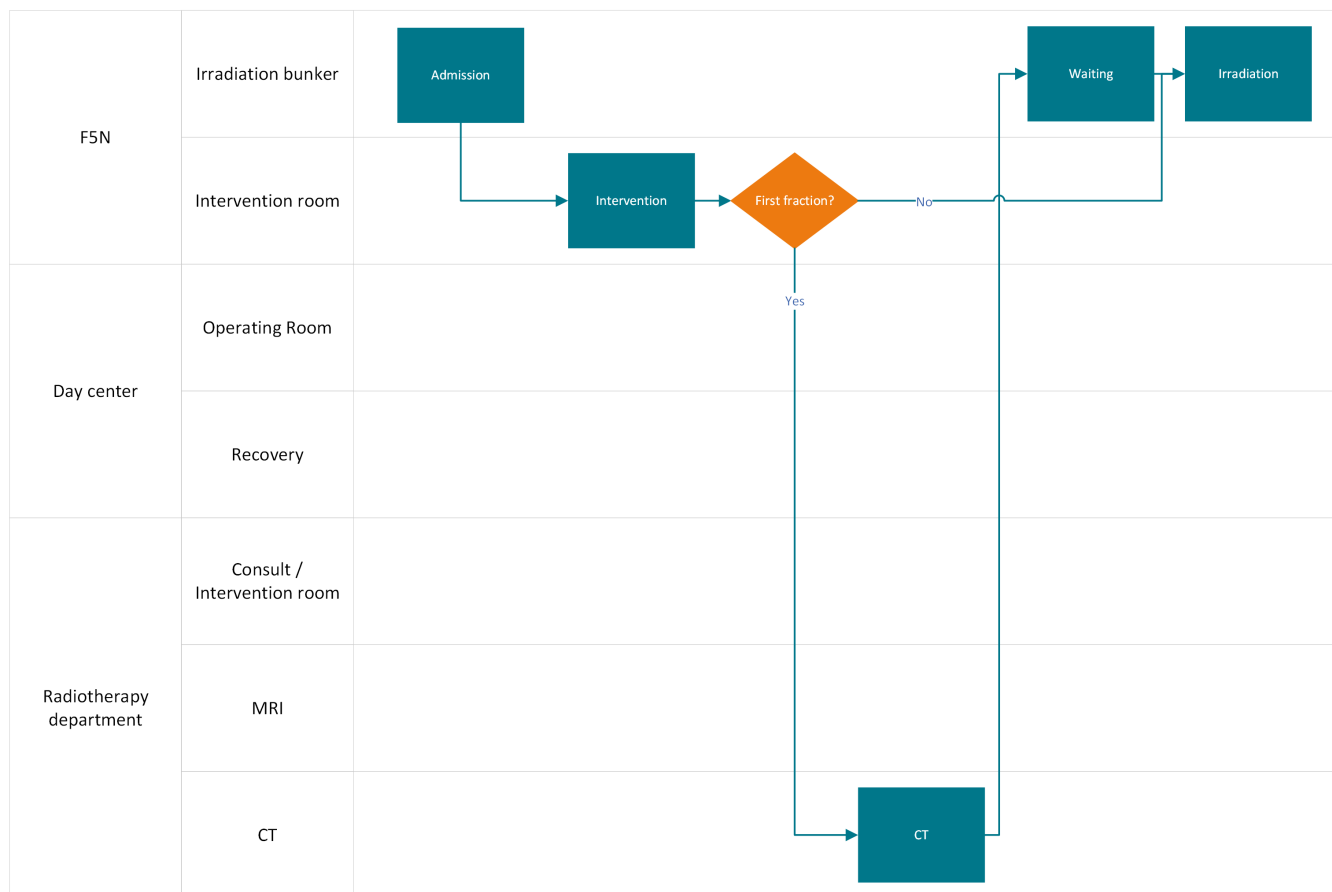 F5N
Irradiation bunker
Admission
Waiting
Irradiation
Intervention room
Intervention
First fraction?
No
Day center
Operating Room
Yes
Recovery
Radiotherapy
department
Consult /
Intervention room
MRI
CT
CT